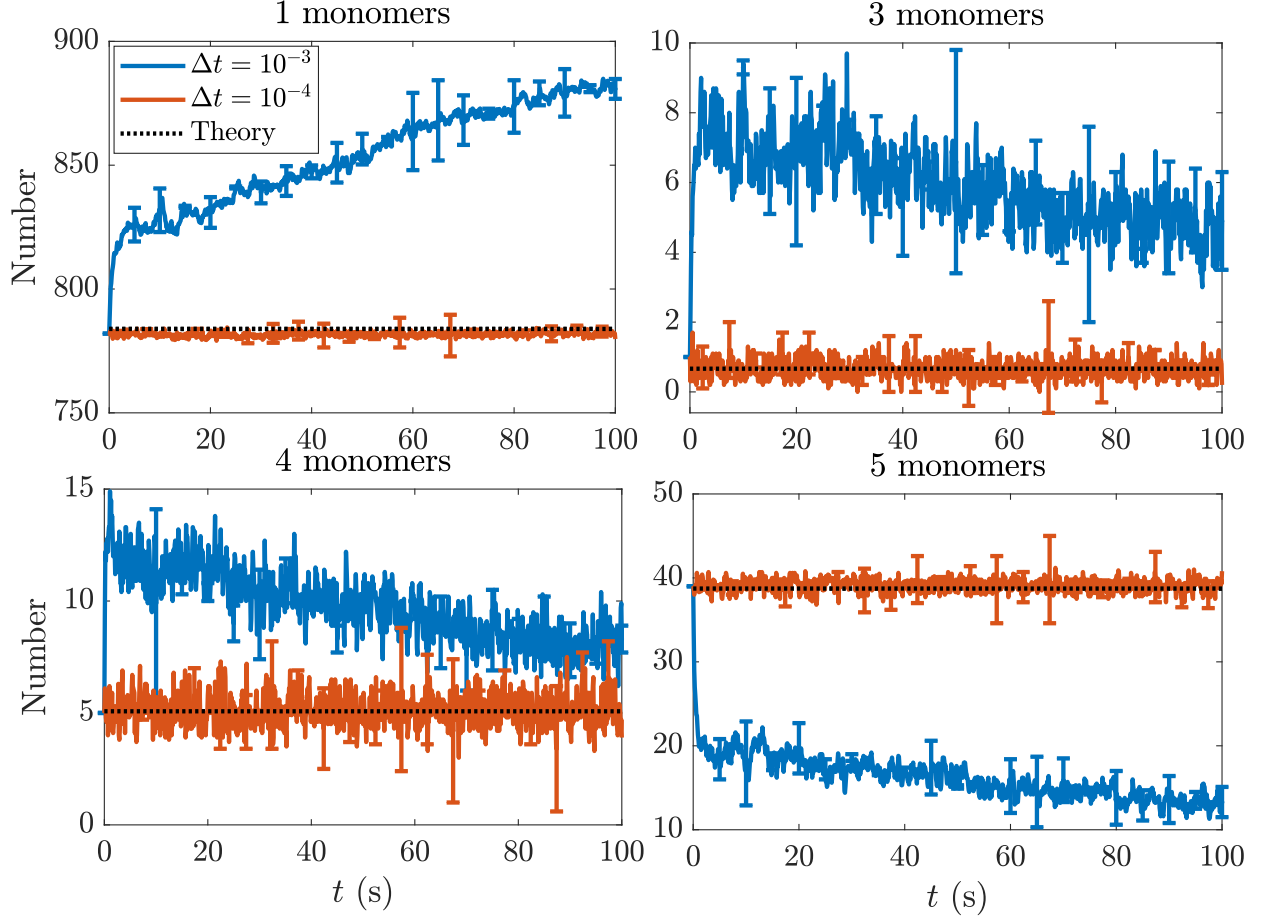 1 monomers
900
850
800
750
Number
0 20 40 60 80 100
Δt = 10⁻³
Δt = 10⁻⁴
Theory
3 monomers
10
8
6
4
2
0
0 20 40 60 80 100
4 monomers
15
10
5
0
Number
0 20 40 60 80 100
t (s)
5 monomers
50
40
30
20
10
0 20 40 60 80 100
t (s)